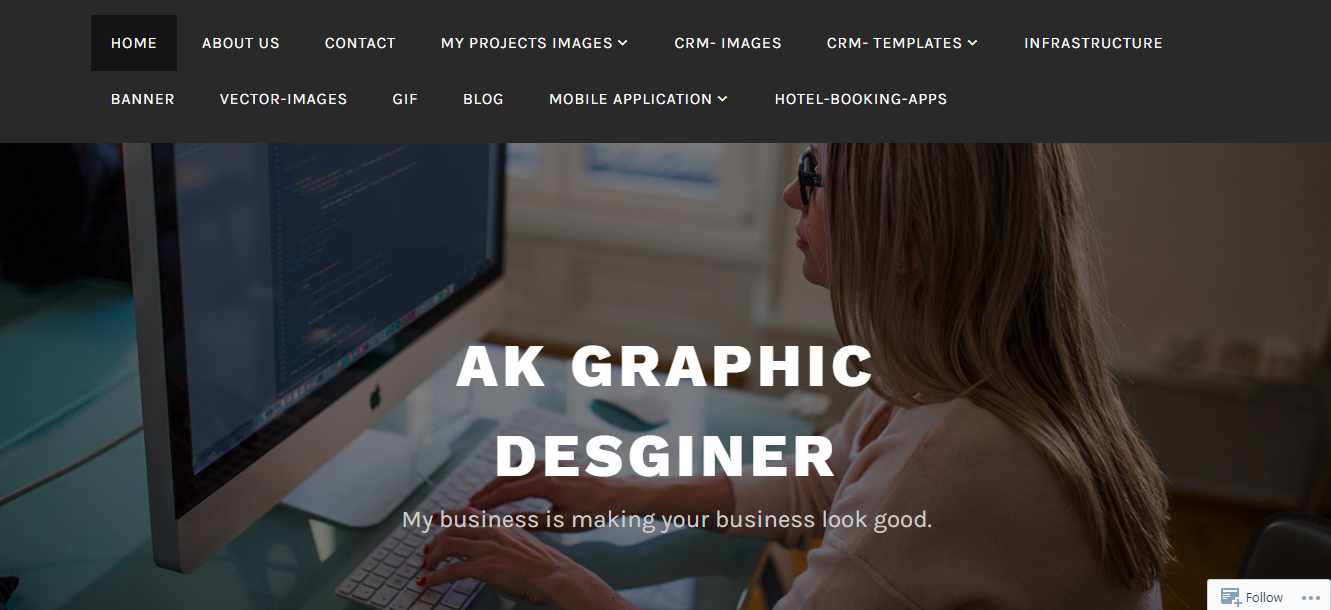 HOME ABOUT US CONTACT MY PROJECTS IMAGES CRM- IMAGES CRM- TEMPLATES INFRASTRUCTURE
BANNER VECTOR-IMAGES GIF BLOG MOBILE APPLICATION HOTEL-BOOKING-APPS
AK GRAPHIC
DESGINER
My business is making your business look good.
Follow